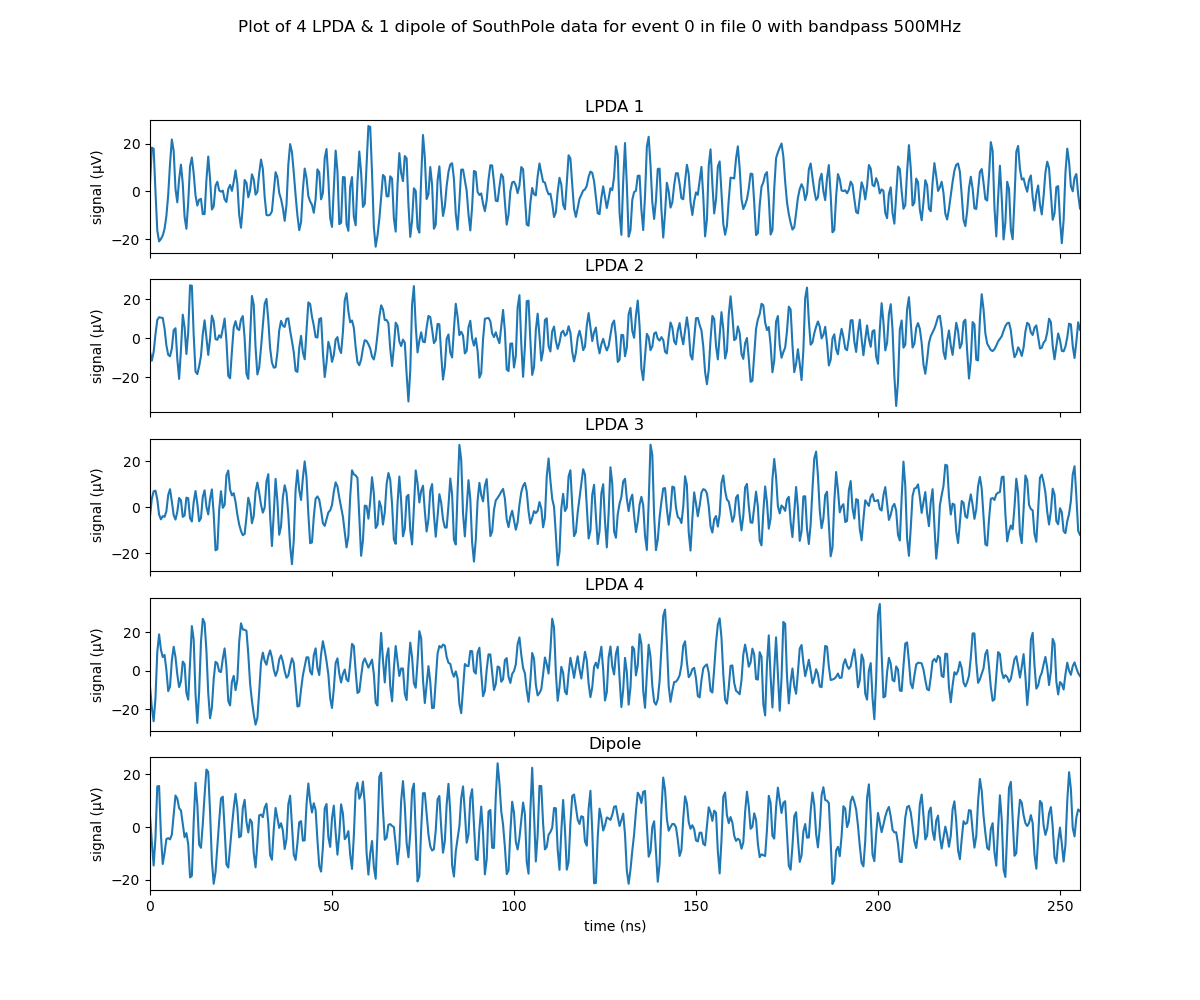 Plot of 4 LPDA & 1 dipole of SouthPole data for event 0 in file 0 with bandpass 500MHz
LPDA 1
signal (µV)
20
0
−20
LPDA 2
signal (µV)
20
0
−20
LPDA 3
signal (µV)
20
0
−20
LPDA 4
signal (µV)
20
0
−20
Dipole
signal (µV)
20
0
−20
0 50 100 150 200 250
time (ns)